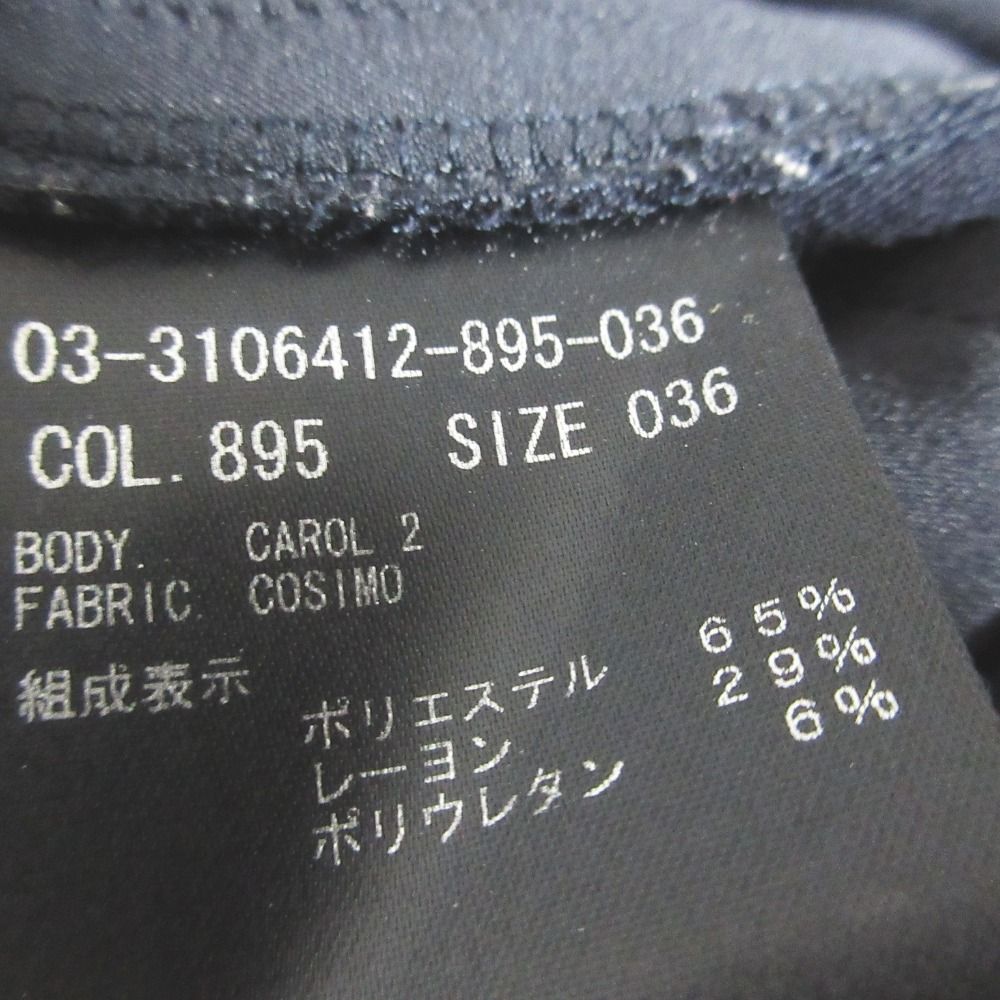 03-3106412-895-036
COL. 895 SIZE 036
BODY. CAROL 2
FABRIC. COSIMO
組成表示
ポリエステル 65%
レーヨン 29%
ポリウレタン 6%